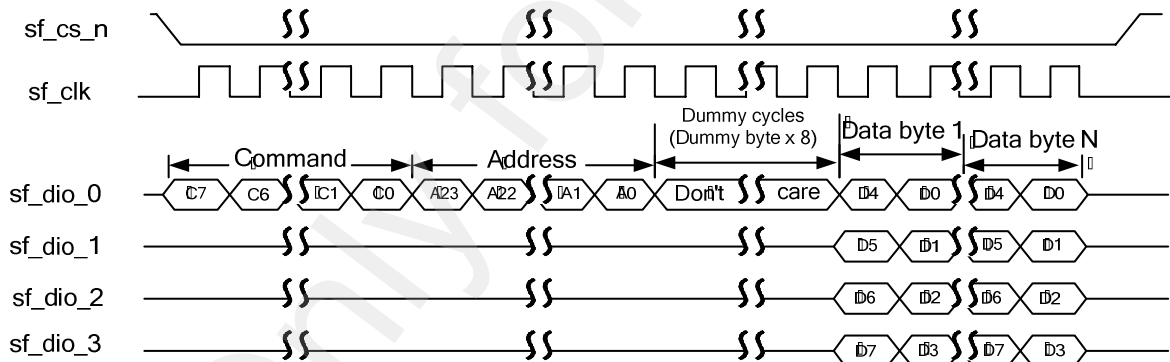 sf_cs_n
sf_clk
Dummy cycles
(Dummy byte x 8)
Data byte 1
Data byte N
Command
Address
sf_dio_0 C7 C6 C1 C0 A23 A22 A1 A0 Don't care D4 D0 D4 D0
sf_dio_1 D5 D1 D5 D1
sf_dio_2 D6 D2 D6 D2
sf_dio_3 D7 D3 D7 D3
only fo